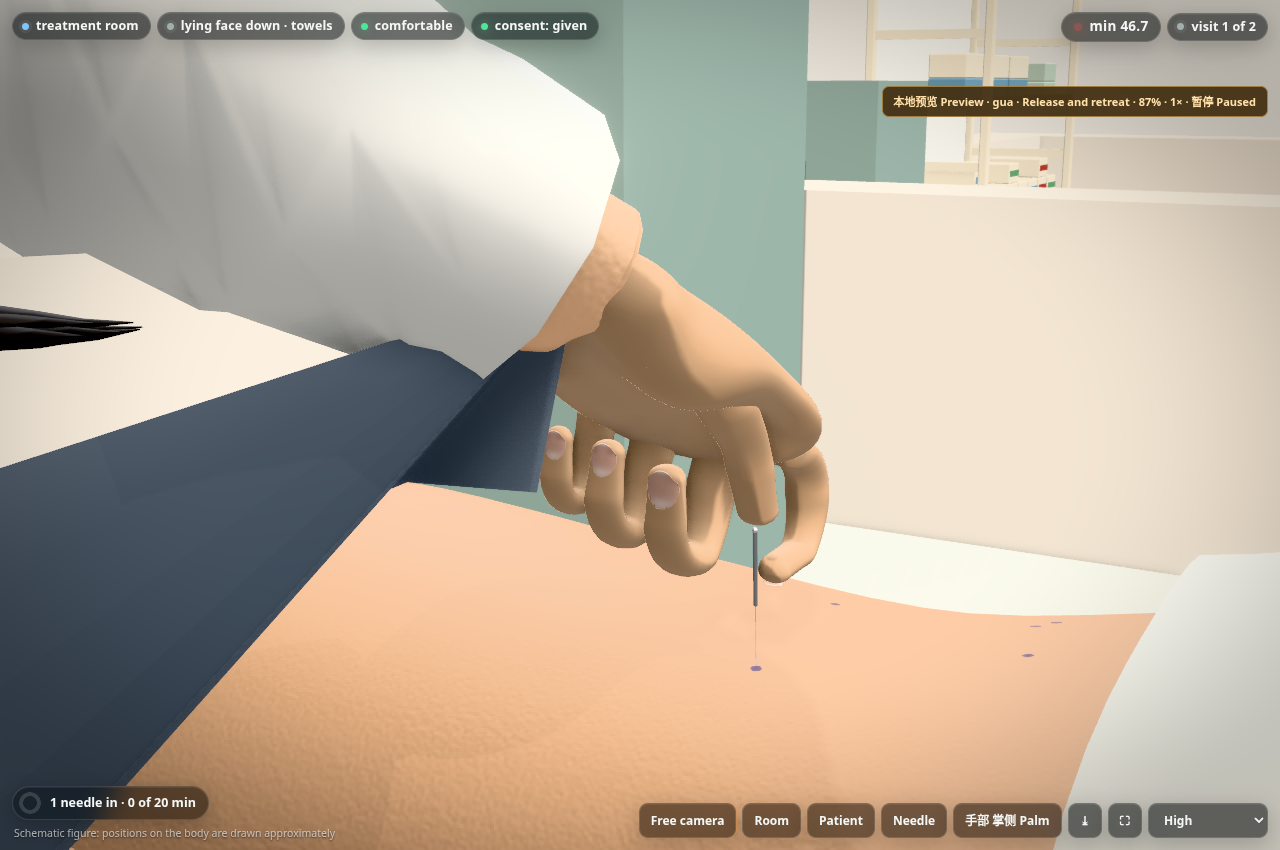 treatment room
lying face down · towels
comfortable
consent: given
min 46.7
visit 1 of 2
本地预览 Preview · gua · Release and retreat · 87% · 1× · 暂停 Paused
1 needle in · 0 of 20 min
Schematic figure: positions on the body are drawn approximately
Free camera
Room
Patient
Needle
手部 掌侧 Palm
High